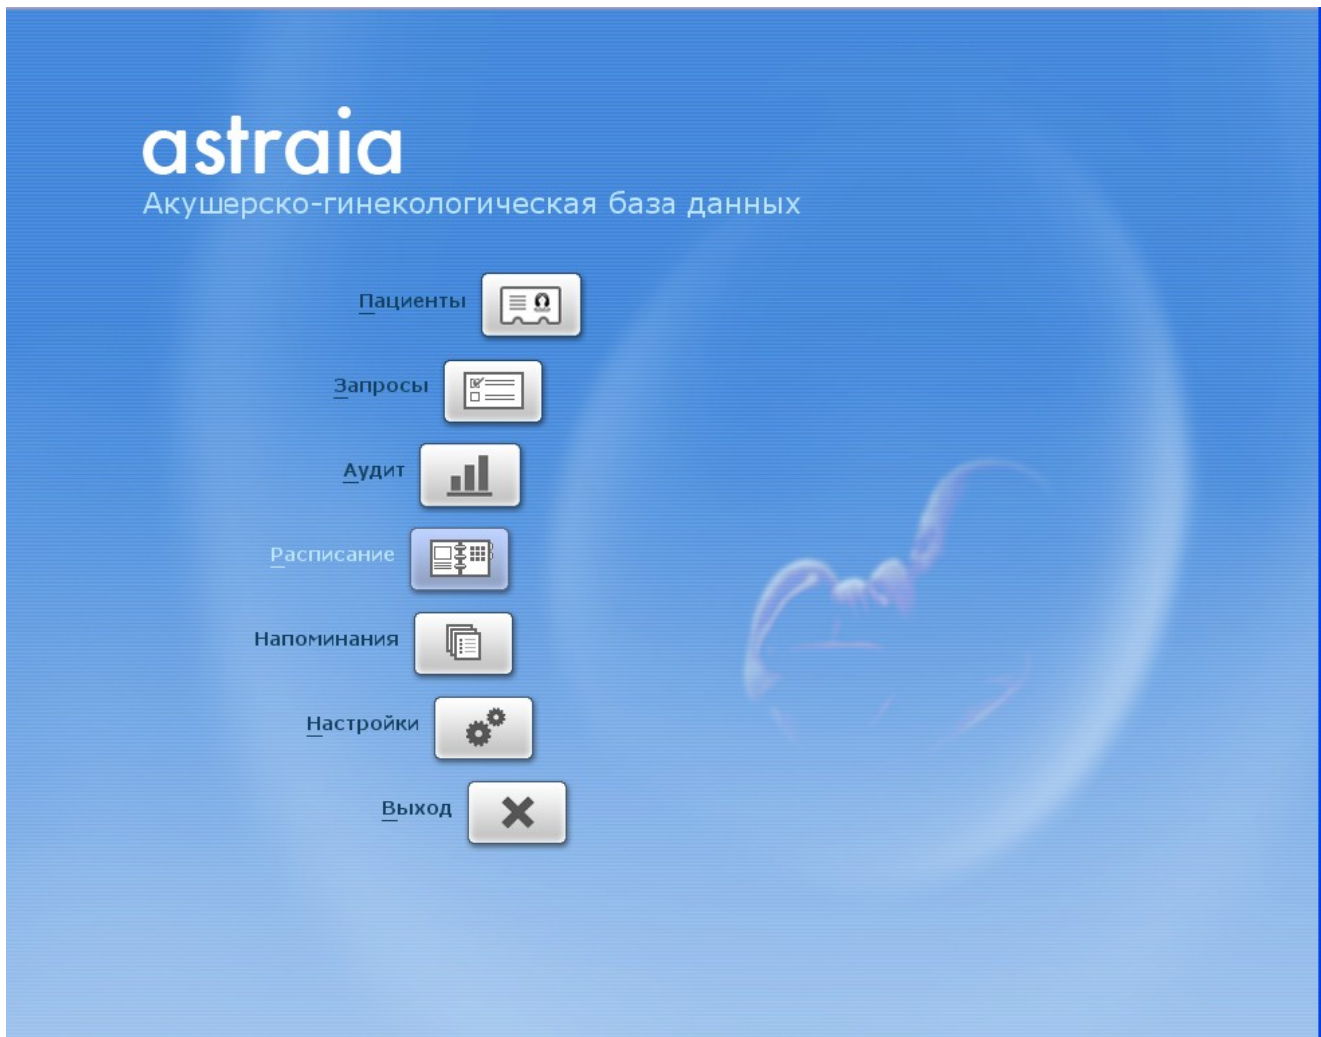 astraia
Акушерско-гинекологическая база данных
Пациенты
Запросы
Аудит
Расписание
Напоминания
Настройки
Выход